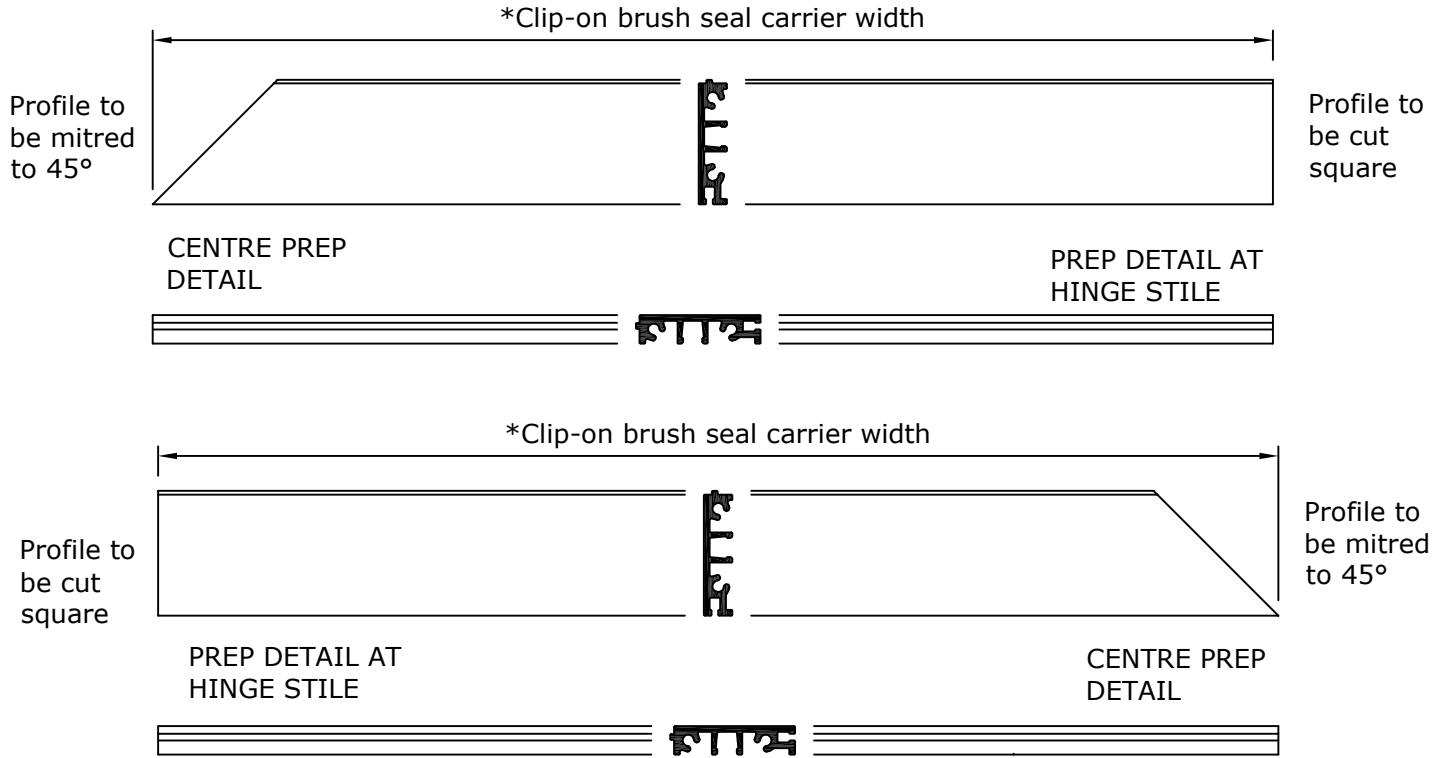 *Clip-on brush seal carrier width
Profile to
be mitred
to 45°
Profile to
be cut
square
CENTRE PREP
DETAIL
PREP DETAIL AT
HINGE STILE
*Clip-on brush seal carrier width
Profile to
be cut
square
Profile to
be mitred
to 45°
PREP DETAIL AT
HINGE STILE
CENTRE PREP
DETAIL